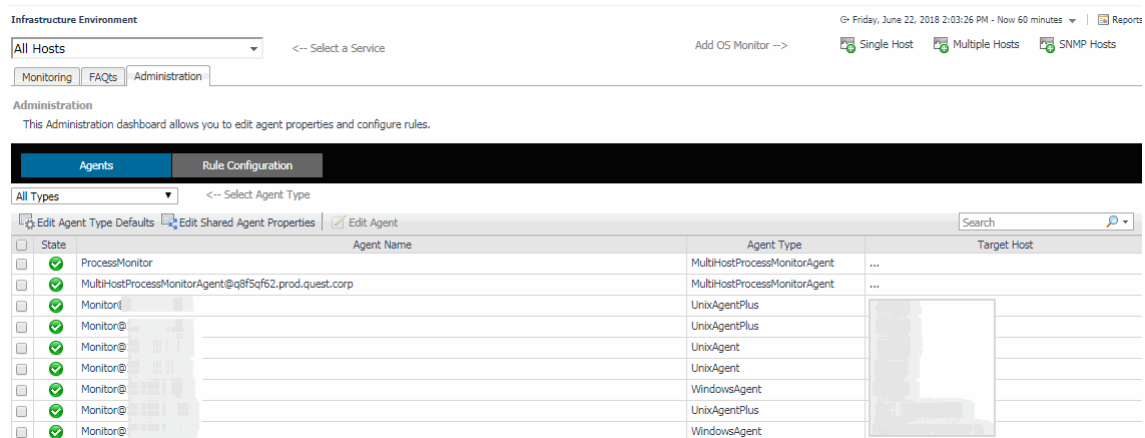 Infrastructure Environment
Friday, June 22, 2018 2:03:26 PM - Now 60 minutes Reports
All Hosts <-- Select a Service Add OS Monitor --> Single Host Multiple Hosts SNMP Hosts
Monitoring FAQts Administration
Administration
This Administration dashboard allows you to edit agent properties and configure rules.
Agents Rule Configuration
All Types <-- Select Agent Type
Edit Agent Type Defaults Edit Shared Agent Properties Edit Agent Search
State Agent Name Agent Type Target Host
ProcessMonitor MultiHostProcessMonitorAgent ...
MultiHostProcessMonitorAgent@q8f5qf62.prod.quest.corp MultiHostProcessMonitorAgent ...
Monitor@ UnixAgentPlus
Monitor@ UnixAgentPlus
Monitor@ UnixAgent
Monitor@ UnixAgent
Monitor@ WindowsAgent
Monitor@ UnixAgentPlus
Monitor@ WindowsAgent